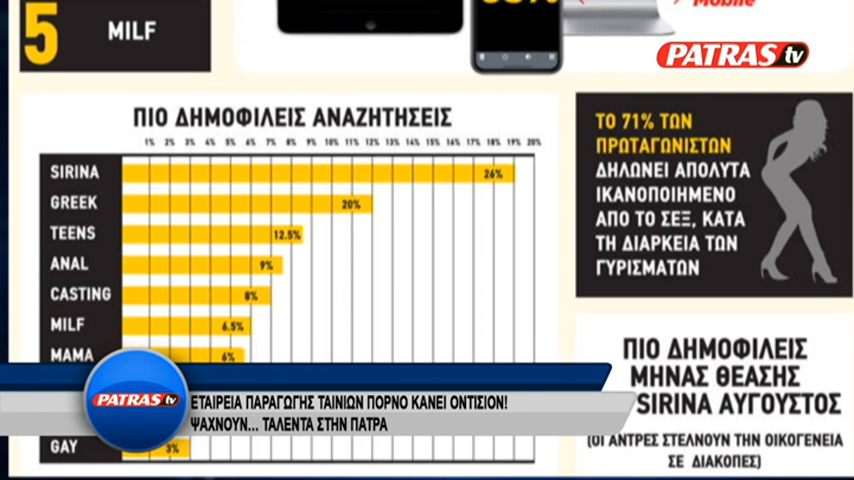 5
MILF
Mobile
PATRAS tv
ΠΙΟ ΔΗΜΟΦΙΛΕΙΣ ΑΝΑΖΗΤΗΣΕΙΣ
1% 2% 3% 4% 5% 6% 7% 8% 9% 10% 11% 12% 13% 14% 15% 16% 17% 18% 19% 20%
SIRINA 26%
GREEK 20%
TEENS 12.5%
ANAL 9%
CASTING 8%
MILF 6.5%
MAMA 6%
GAY 3%
ΤΟ 71% ΤΩΝ
ΠΡΩΤΑΓΩΝΙΣΤΩΝ
ΔΗΛΩΝΕΙ ΑΠΟΛΥΤΑ
ΙΚΑΝΟΠΟΙΗΜΕΝΟ
ΑΠΟ ΤΟ ΣΕΞ, ΚΑΤΑ
ΤΗ ΔΙΑΡΚΕΙΑ ΤΩΝ
ΓΥΡΙΣΜΑΤΩΝ
ΠΙΟ ΔΗΜΟΦΙΛΕΙΣ
ΜΗΝΑΣ ΘΕΑΣΗΣ
SIRINA ΑΥΓΟΥΣΤΟΣ
(ΟΙ ΑΝΤΡΕΣ ΣΤΕΛΝΟΥΝ ΤΗΝ ΟΙΚΟΓΕΝΕΙΑ
ΣΕ ΔΙΑΚΟΠΕΣ)
PATRAS tv
ΕΤΑΙΡΕΙΑ ΠΑΡΑΓΩΓΗΣ ΤΑΙΝΙΩΝ ΠΟΡΝΟ ΚΑΝΕΙ ΟΝΤΙΣΙΟΝ!
ΨΑΧΝΟΥΝ... ΤΑΛΕΝΤΑ ΣΤΗΝ ΠΑΤΡΑ